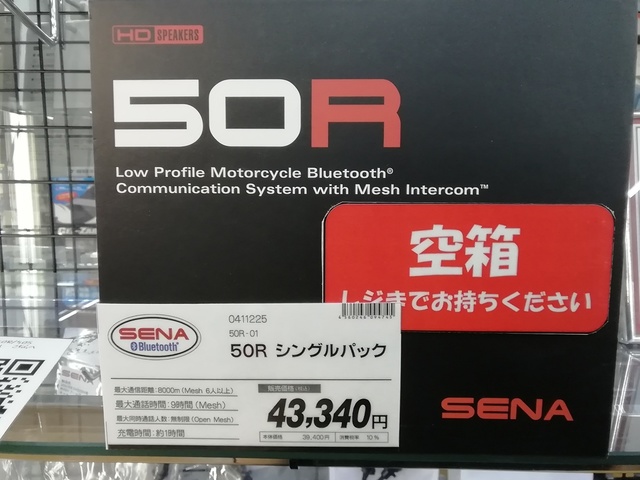 HD SPEAKERS
50R
Low Profile Motorcycle Bluetooth®
Communication System with Mesh Intercom™
空箱
レジまでお持ちください
SENA
Bluetooth®
0411225
50R-01
50R シングルパック
最大通信距離: 8000m (Mesh 6人以上)
最大通話時間: 9時間 (Mesh)
最大同時通話人数: 無制限 (Open Mesh)
充電時間: 約1時間
販売価格(税込)
43,340円
本体価格 39,400円 消費税率 10%
SENA